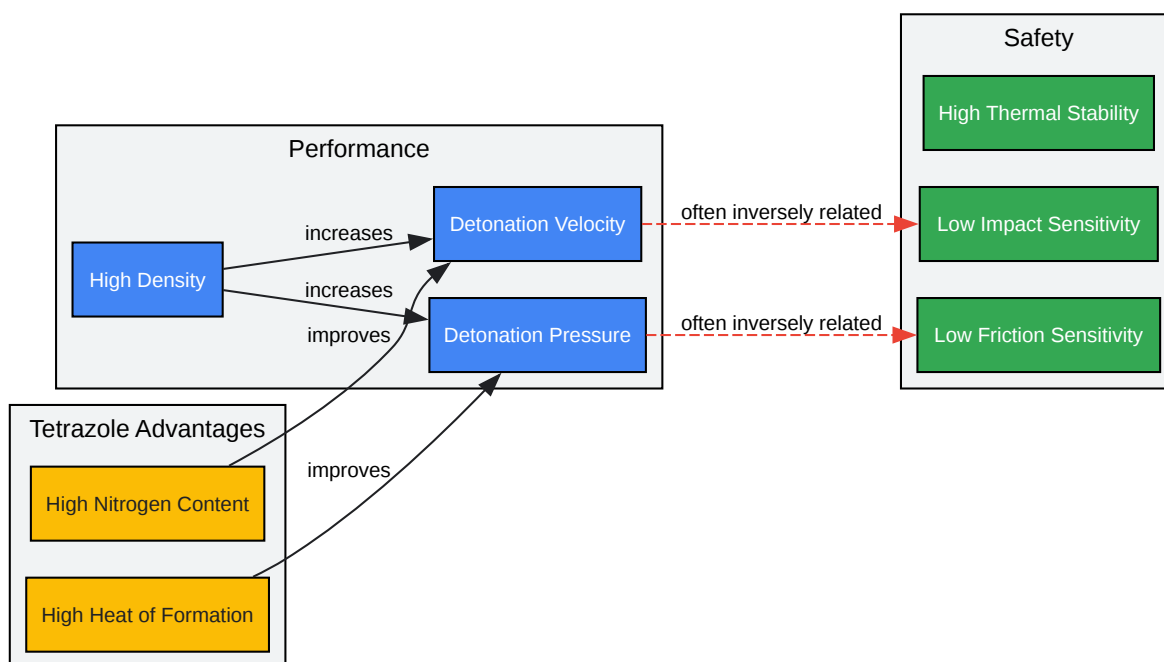 Safety
High Thermal Stability
Performance
increases
Detonation Velocity
often inversely related
Low Impact Sensitivity
High Density
increases
improves
Detonation Pressure
often inversely related
Low Friction Sensitivity
Tetrazole Advantages
improves
High Nitrogen Content
High Heat of Formation